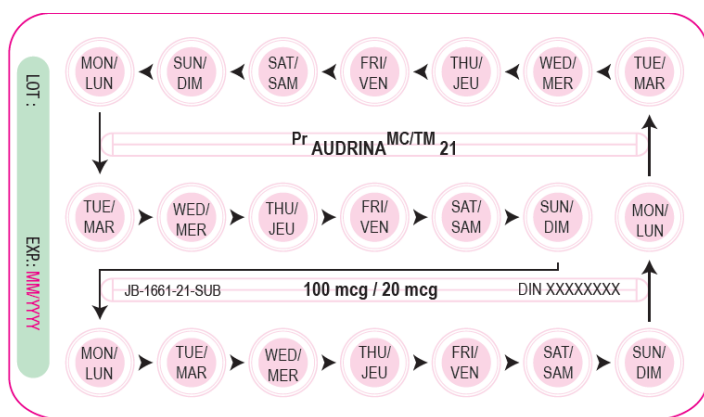 MON/ SUN/ SAT/ FRI/ THU/ WED/ TUE/
LUN DIM SAM VEN JEU MER MAR
LOT :
Pr AUDRINA MC/TM 21
TUE/ WED/ THU/ FRI/ SAT/ SUN/ MON/
MAR MER JEU VEN SAM DIM LUN
EXP.: MM/YYYY
JB-1661-21-SUB 100 mcg / 20 mcg DIN XXXXXXXX
MON/ TUE/ WED/ THU/ FRI/ SAT/ SUN/
LUN MAR MER JEU VEN SAM DIM